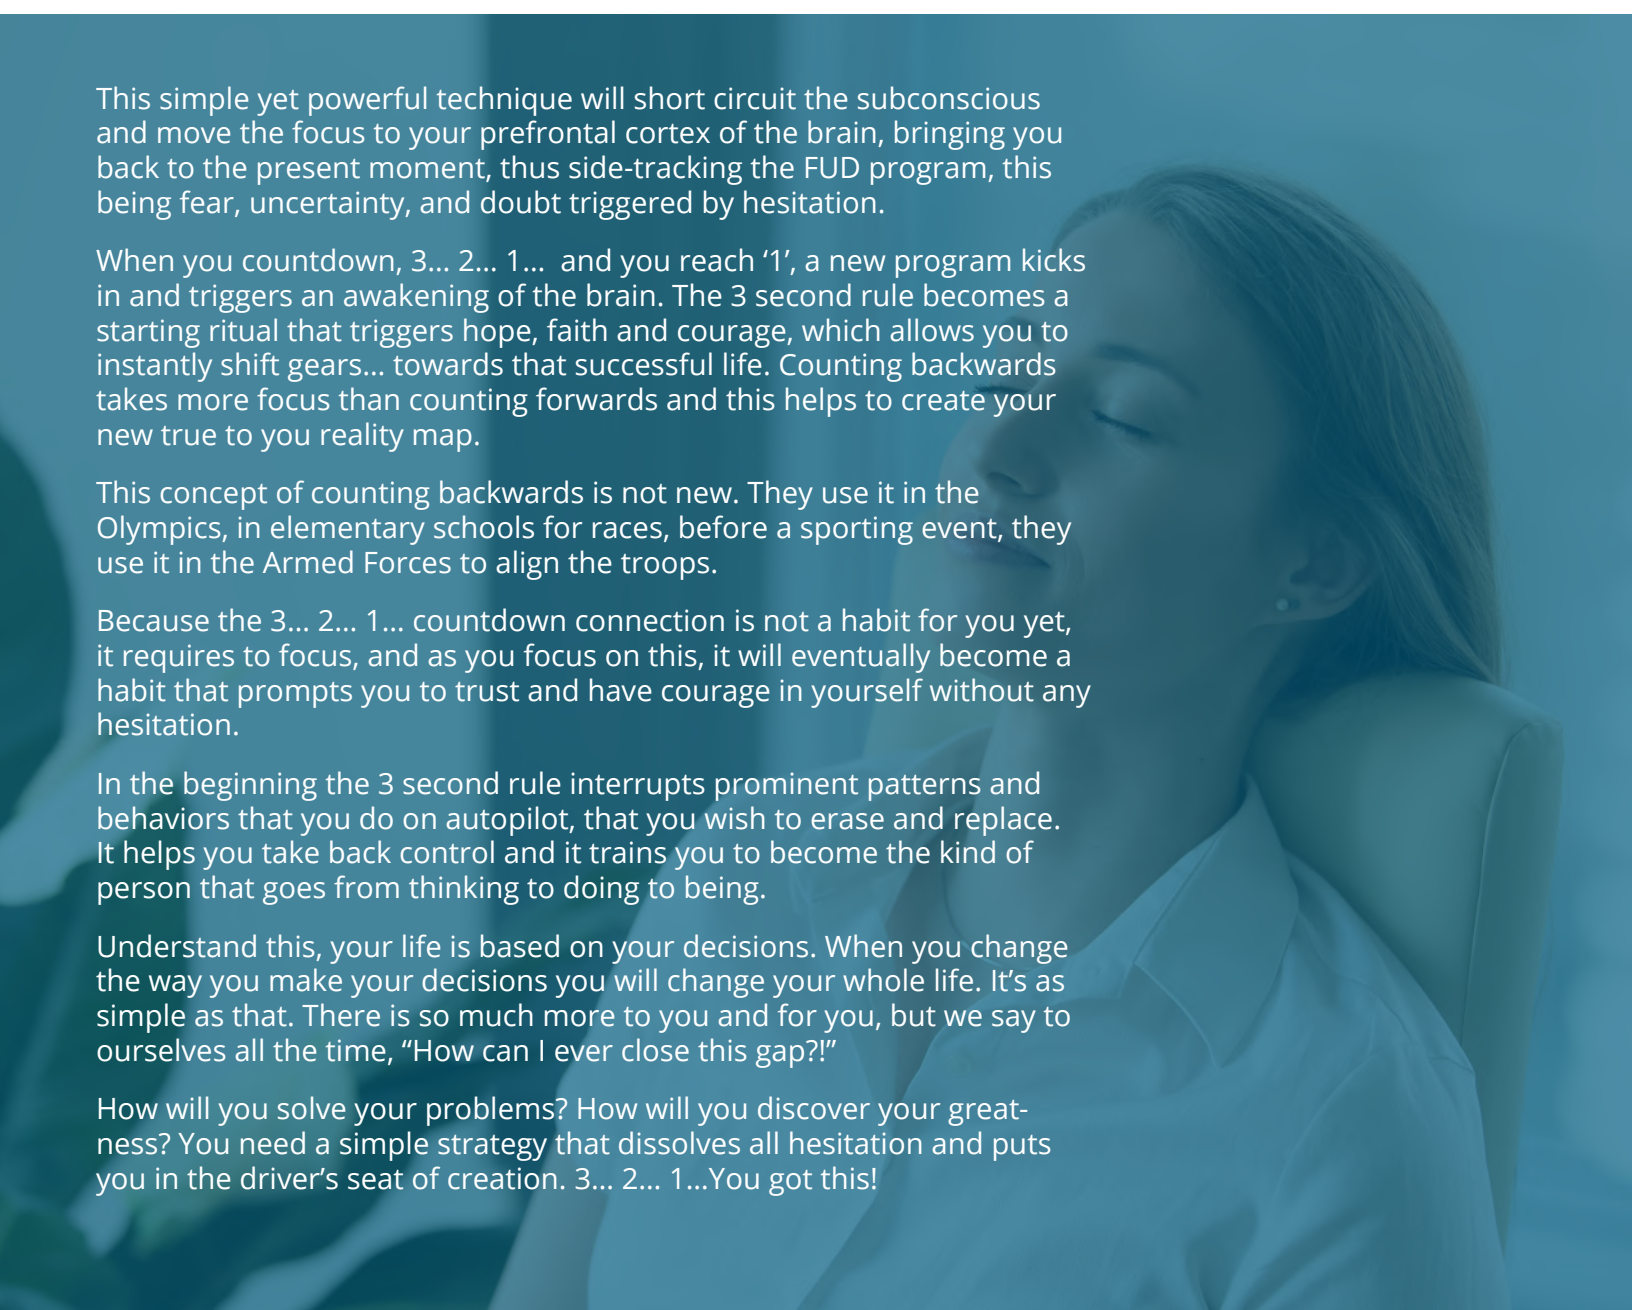 This simple yet powerful technique will short circuit the subconscious
and move the focus to your prefrontal cortex of the brain, bringing you
back to the present moment, thus side-tracking the FUD program, this
being fear, uncertainty, and doubt triggered by hesitation.
When you countdown, 3... 2... 1...  and you reach ‘1’, a new program kicks
in and triggers an awakening of the brain. The 3 second rule becomes a
starting ritual that triggers hope, faith and courage, which allows you to
instantly shift gears... towards that successful life. Counting backwards
takes more focus than counting forwards and this helps to create your
new true to you reality map.
This concept of counting backwards is not new. They use it in the
Olympics, in elementary schools for races, before a sporting event, they
use it in the Armed Forces to align the troops.
Because the 3... 2... 1... countdown connection is not a habit for you yet,
it requires to focus, and as you focus on this, it will eventually become a
habit that prompts you to trust and have courage in yourself without any
hesitation.
In the beginning the 3 second rule interrupts prominent patterns and
behaviors that you do on autopilot, that you wish to erase and replace.
It helps you take back control and it trains you to become the kind of
person that goes from thinking to doing to being.
Understand this, your life is based on your decisions. When you change
the way you make your decisions you will change your whole life. It’s as
simple as that. There is so much more to you and for you, but we say to
ourselves all the time, “How can I ever close this gap?!”
How will you solve your problems? How will you discover your great-
ness? You need a simple strategy that dissolves all hesitation and puts
you in the driver’s seat of creation. 3... 2... 1...You got this!